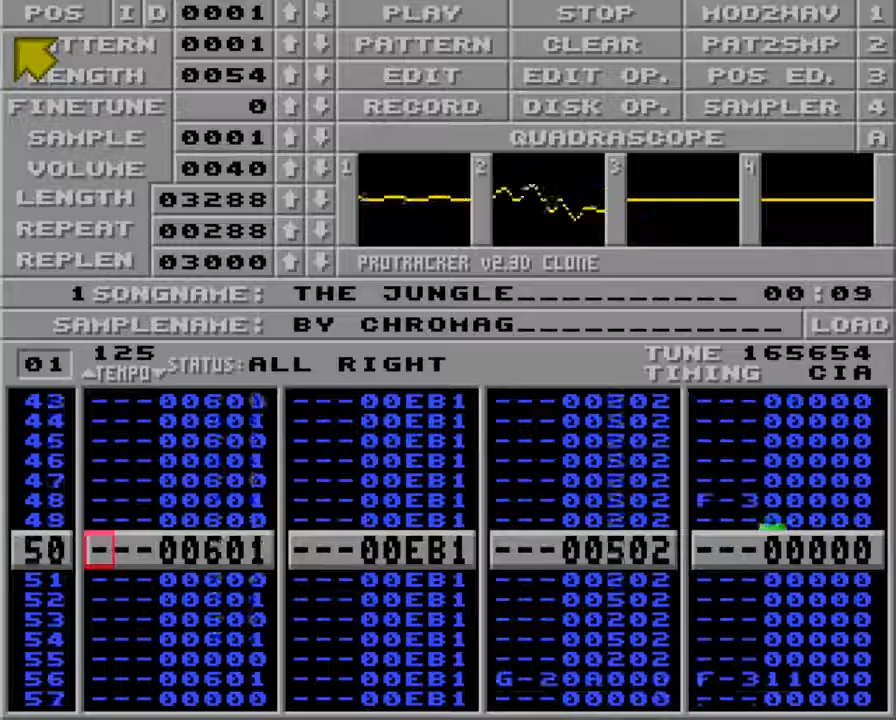 POS I D 0001 PLAY STOP MOD2WAV 1
TTERN 0001 PATTERN CLEAR PAT2SMP 2
LENGTH 0054 EDIT EDIT OP. POS ED. 3
FINETUNE 0 RECORD DISK OP. SAMPLER 4
SAMPLE 0001 QUADRASCOPE A
VOLUME 0040 1 2 3 4
LENGTH 03288
REPEAT 00288
REPLEN 03000 PROTRACKER V2.3D CLONE
1 SONGNAME: THE JUNGLE__________ 00:09
SAMPLENAME: BY CHROMAG____________ LOAD
01 125 TEMPO STATUS: ALL RIGHT TUNE 165654
TIMING CIA
43 ---00601 ---00EB1 ---00202 ---00000
44 ---00601 ---00EB1 ---00502 ---00000
45 ---00600 ---00EB1 ---00202 ---00000
46 ---00601 ---00EB1 ---00502 ---00000
47 ---00600 ---00EB1 ---00202 ---00000
48 ---00601 ---00EB1 ---00502 F-300000
49 ---00600 ---00EB1 ---00202
50 ---00601 ---00EB1 ---00502 ---00000
51 ---00600 ---00EB1 ---00202 ---00000
52 ---00601 ---00EB1 ---00502 ---00000
53 ---00600 ---00EB1 ---00202 ---00000
54 ---00601 ---00EB1 ---00502 ---00000
55 ---00000 ---00EB1 ---00202 ---00000
56 ---00601 ---00EB1 G-20A000 F-311000
57 ---00000 ---00EB1 ---00000 ---00000